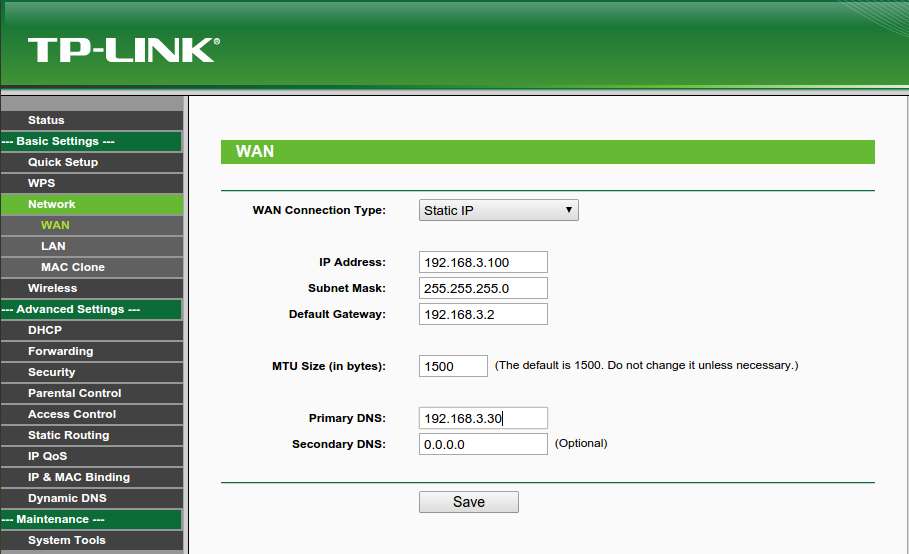 TP-LINK®
Status
--- Basic Settings ---
Quick Setup
WPS
Network
WAN
LAN
MAC Clone
Wireless
--- Advanced Settings ---
DHCP
Forwarding
Security
Parental Control
Access Control
Static Routing
IP QoS
IP & MAC Binding
Dynamic DNS
--- Maintenance ---
System Tools
WAN
WAN Connection Type: Static IP
IP Address: 192.168.3.100
Subnet Mask: 255.255.255.0
Default Gateway: 192.168.3.2
MTU Size (in bytes): 1500 (The default is 1500. Do not change it unless necessary.)
Primary DNS: 192.168.3.30
Secondary DNS: 0.0.0.0 (Optional)
Save